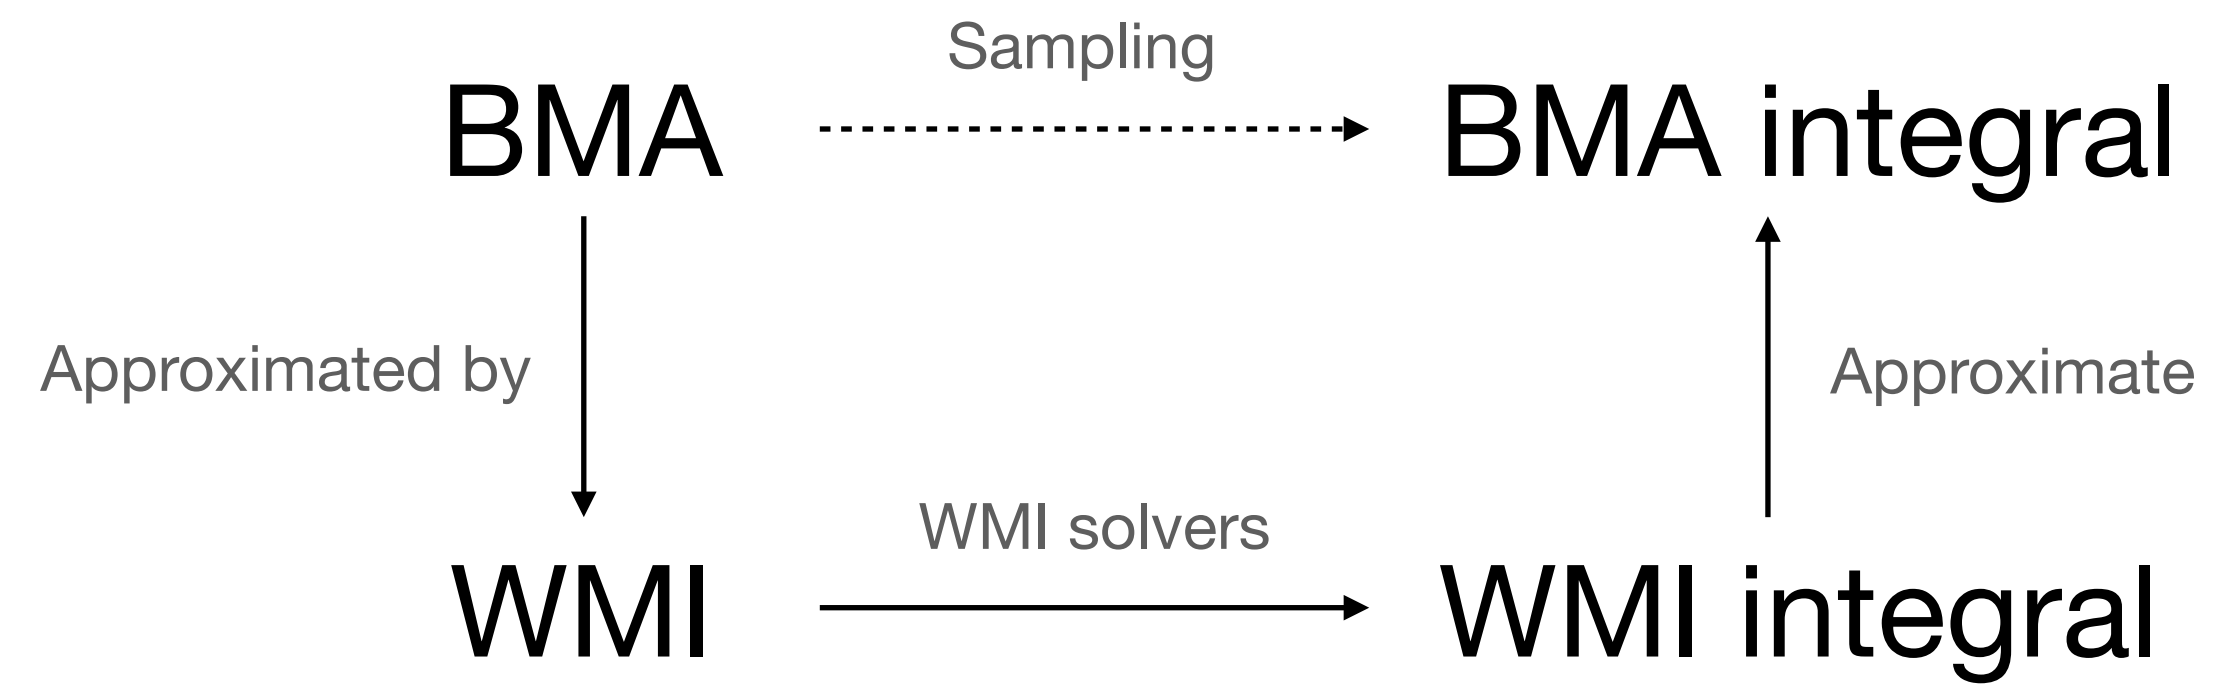 Sampling
BMA
BMA integral
Approximated by
Approximate
WMI solvers
WMI
WMI integral